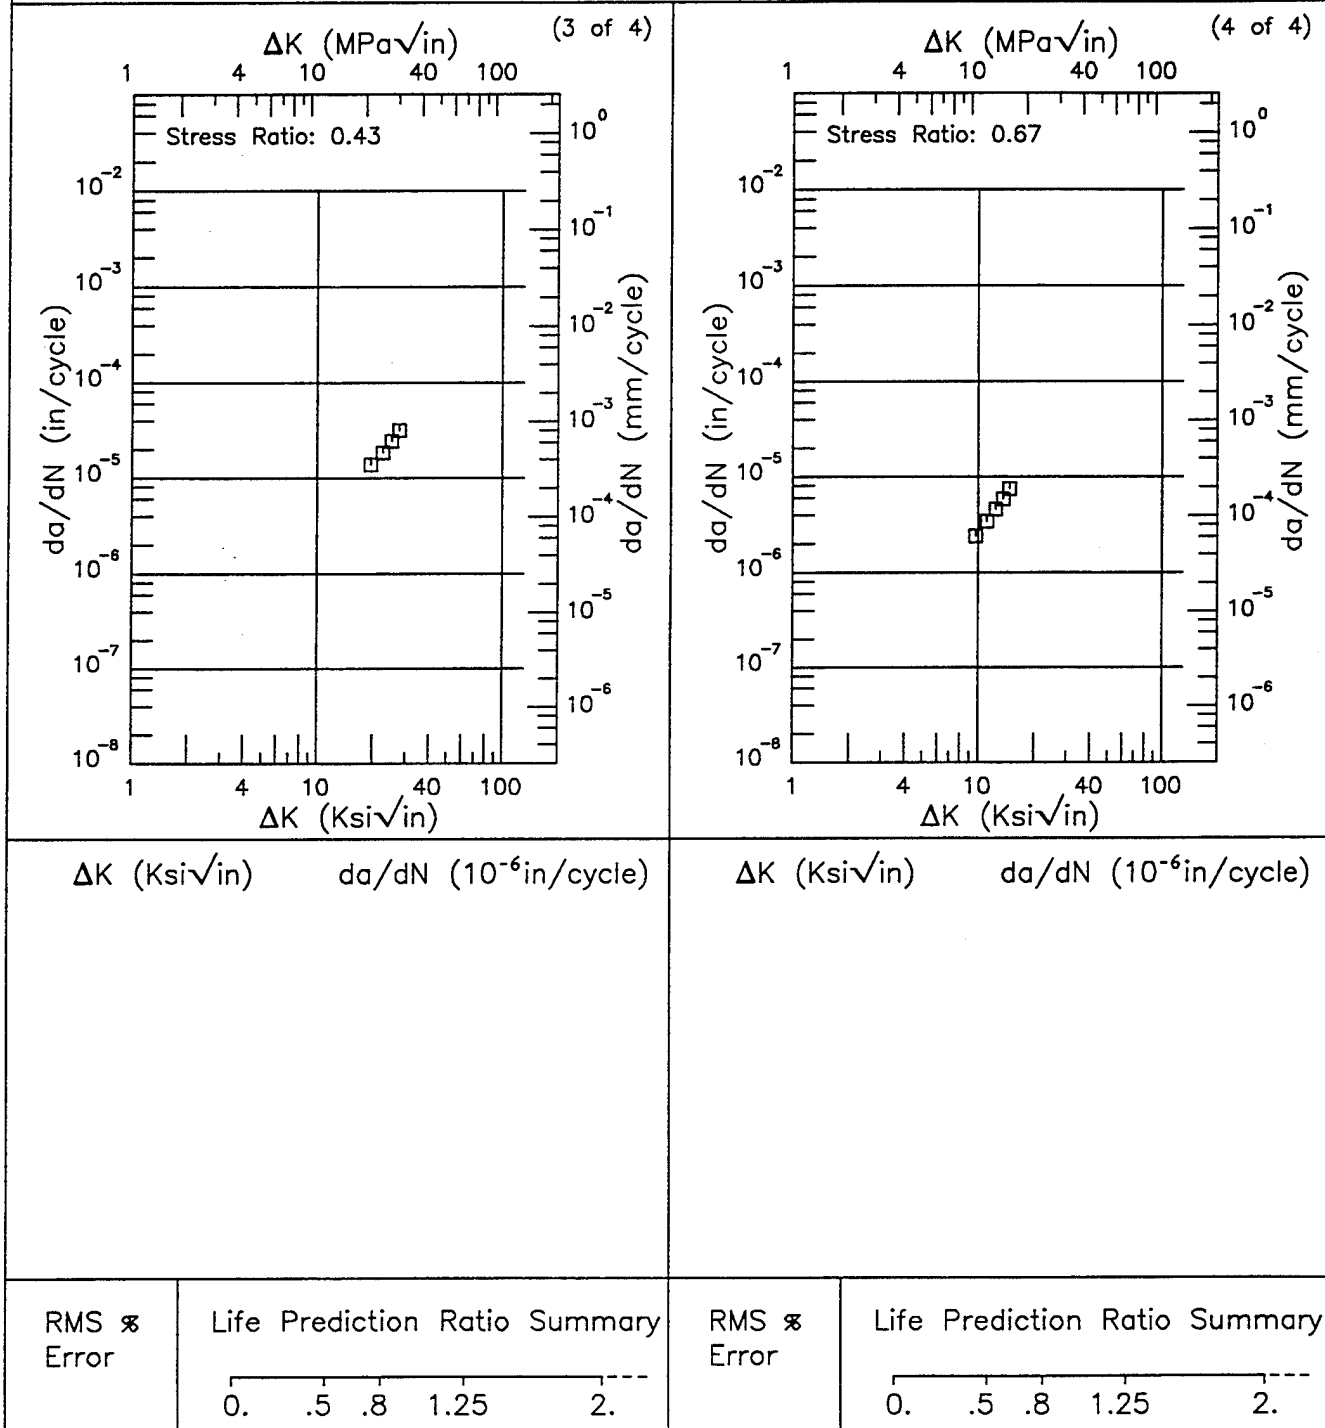 (3 of 4)
ΔK (MPa√in)
1 4 10 40 100
Stress Ratio: 0.43
10⁰
10⁻²
10⁻¹
10⁻³
10⁻²
10⁻⁴
10⁻³
10⁻⁵
10⁻⁴
10⁻⁶
10⁻⁵
10⁻⁷
10⁻⁶
10⁻⁸
da/dN (in/cycle)
da/dN (mm/cycle)
1 4 10 40 100
ΔK (Ksi√in)
(4 of 4)
ΔK (MPa√in)
1 4 10 40 100
Stress Ratio: 0.67
10⁰
10⁻²
10⁻¹
10⁻³
10⁻²
10⁻⁴
10⁻³
10⁻⁵
10⁻⁴
10⁻⁶
10⁻⁵
10⁻⁷
10⁻⁶
10⁻⁸
da/dN (in/cycle)
da/dN (mm/cycle)
1 4 10 40 100
ΔK (Ksi√in)
ΔK (Ksi√in) da/dN (10⁻⁶in/cycle)
ΔK (Ksi√in) da/dN (10⁻⁶in/cycle)
RMS %
Error
Life Prediction Ratio Summary
0. .5 .8 1.25 2.
RMS %
Error
Life Prediction Ratio Summary
0. .5 .8 1.25 2.